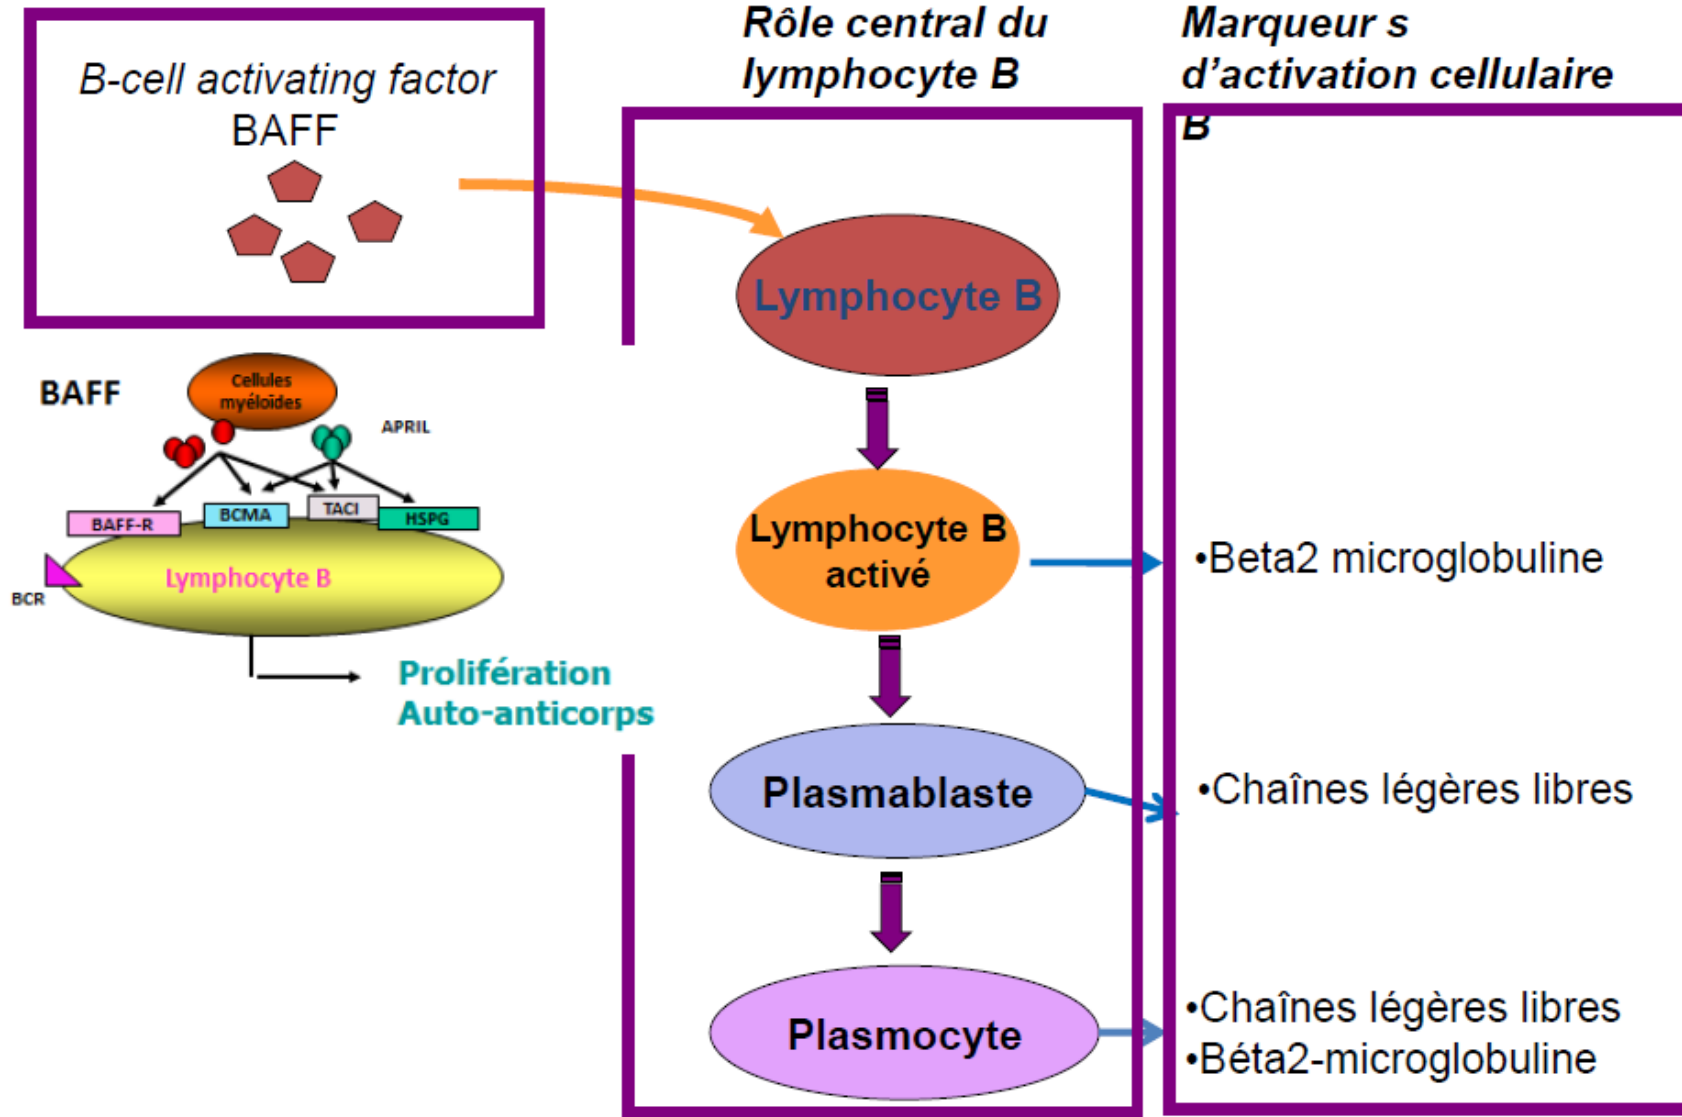 B-cell activating factor
BAFF
Rôle central du
lymphocyte B
Marqueur s
d’activation cellulaire
B
Lymphocyte B
BAFF
Cellules
myéloïdes
APRIL
BAFF-R
BCMA
TACI
HSPG
Lymphocyte B
BCR
Prolifération
Auto-anticorps
Lymphocyte B
activé
•Beta2 microglobuline
Plasmablaste
•Chaînes légères libres
Plasmocyte
•Chaînes légères libres
•Béta2-microglobuline